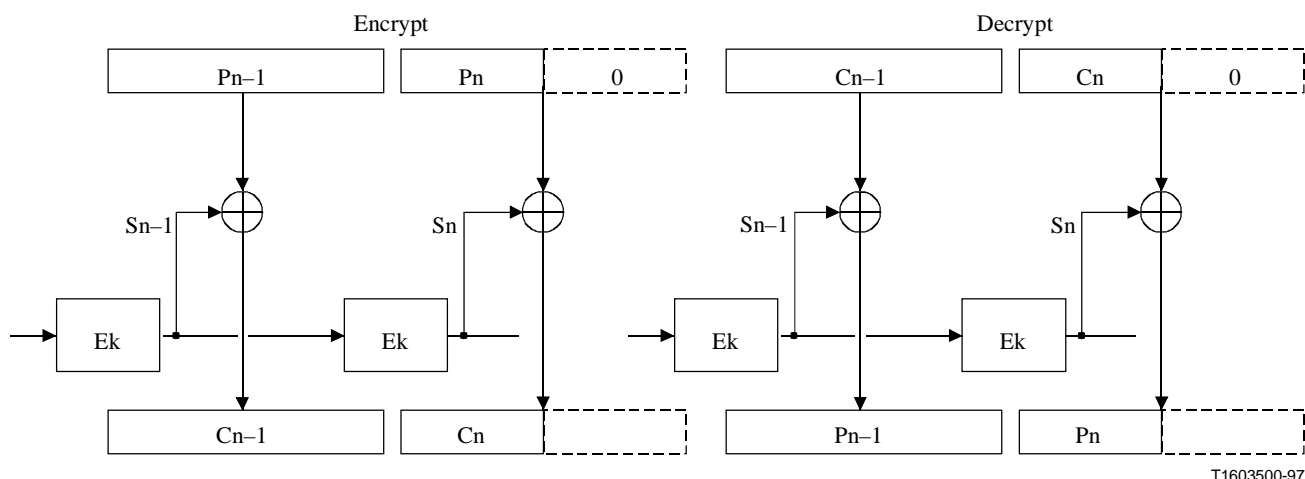 Encrypt Decrypt
Pn–1 Pn 0 Cn–1 Cn 0
Sn–1 Sn Sn–1 Sn
Ek Ek Ek Ek
Cn–1 Cn Pn–1 Pn
T1603500-97